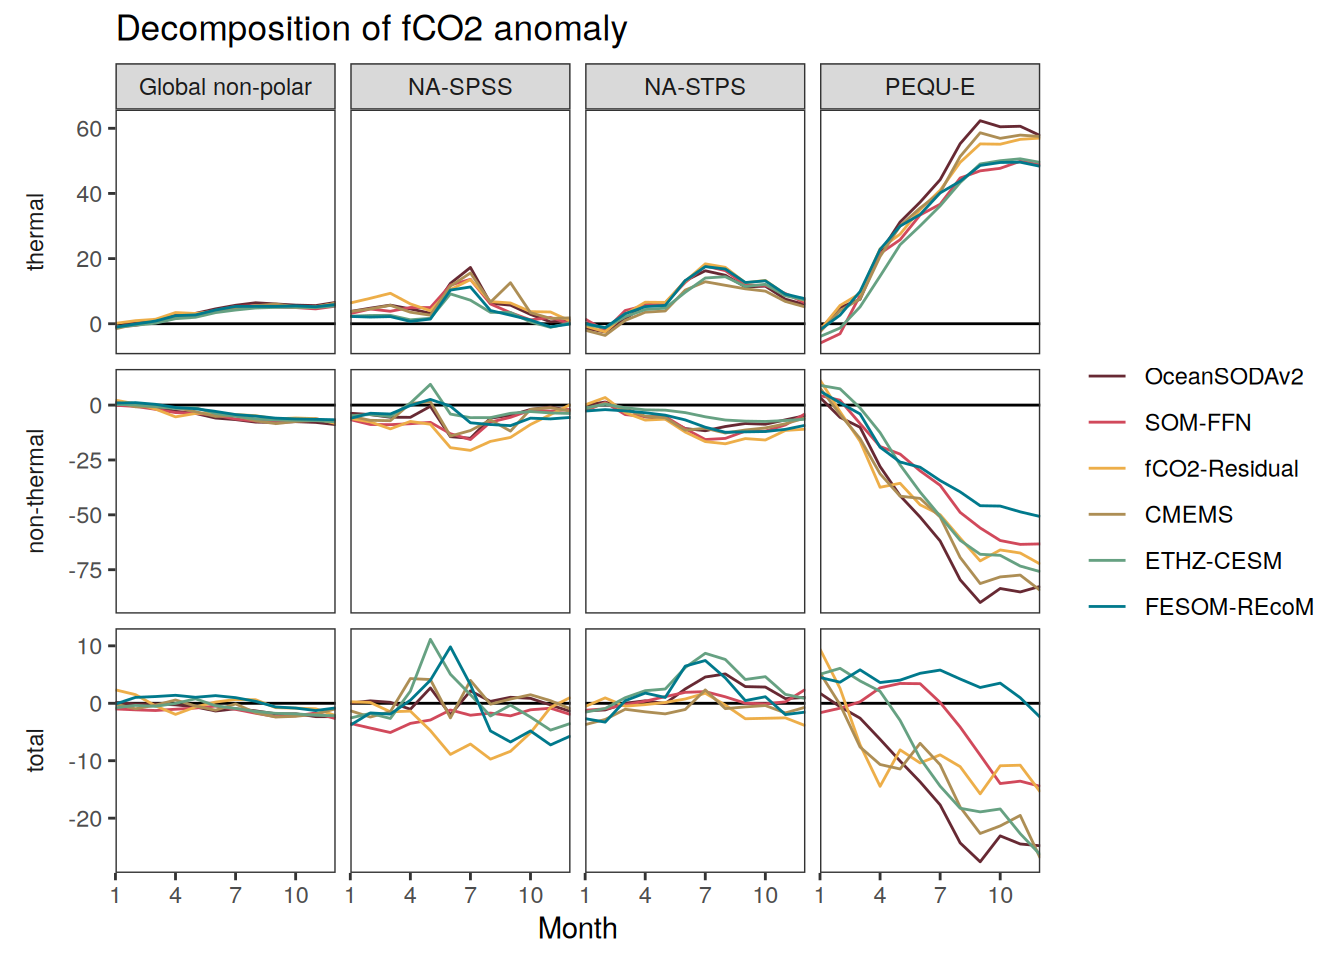 Decomposition of fCO2 anomaly
Global non-polar
NA-SPSS
NA-STPS
PEQU-E
thermal
60
40
20
0
non-thermal
0
-25
-50
-75
total
10
0
-10
-20
1 4 7 10
1 4 7 10
1 4 7 10
1 4 7 10
Month
OceanSODAv2
SOM-FFN
fCO2-Residual
CMEMS
ETHZ-CESM
FESOM-REcoM